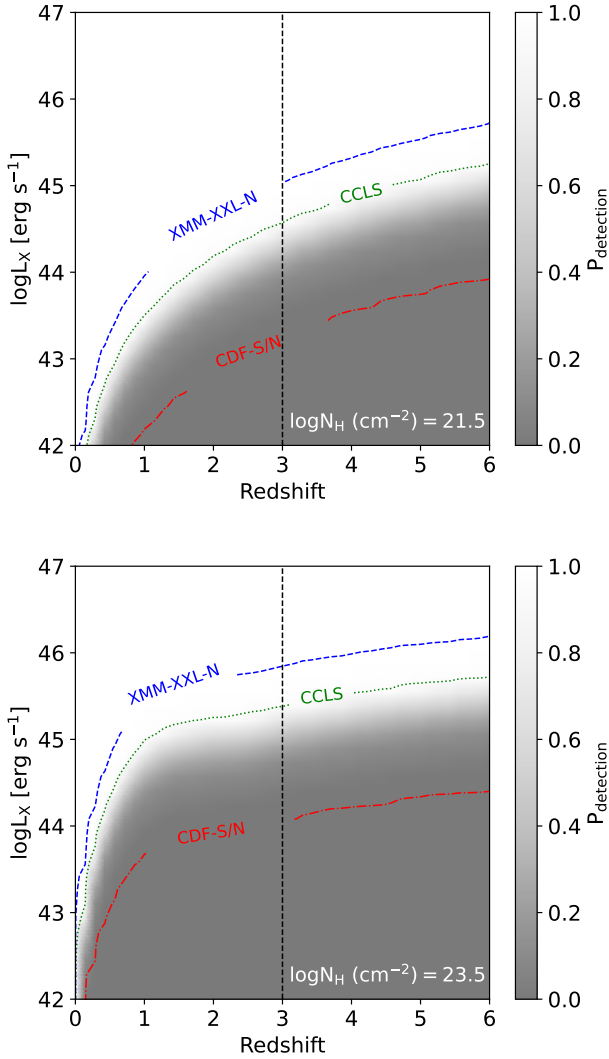 47
46
45
44
43
42
logL_X [erg s⁻¹]
XMM-XXL-N
CCLS
CDF-S/N
logN_H (cm⁻²) = 21.5
0 1 2 3 4 5 6
Redshift
1.0
0.8
0.6
0.4
0.2
0.0
P_detection
47
46
45
44
43
42
logL_X [erg s⁻¹]
XMM-XXL-N
CCLS
CDF-S/N
logN_H (cm⁻²) = 23.5
0 1 2 3 4 5 6
Redshift
1.0
0.8
0.6
0.4
0.2
0.0
P_detection